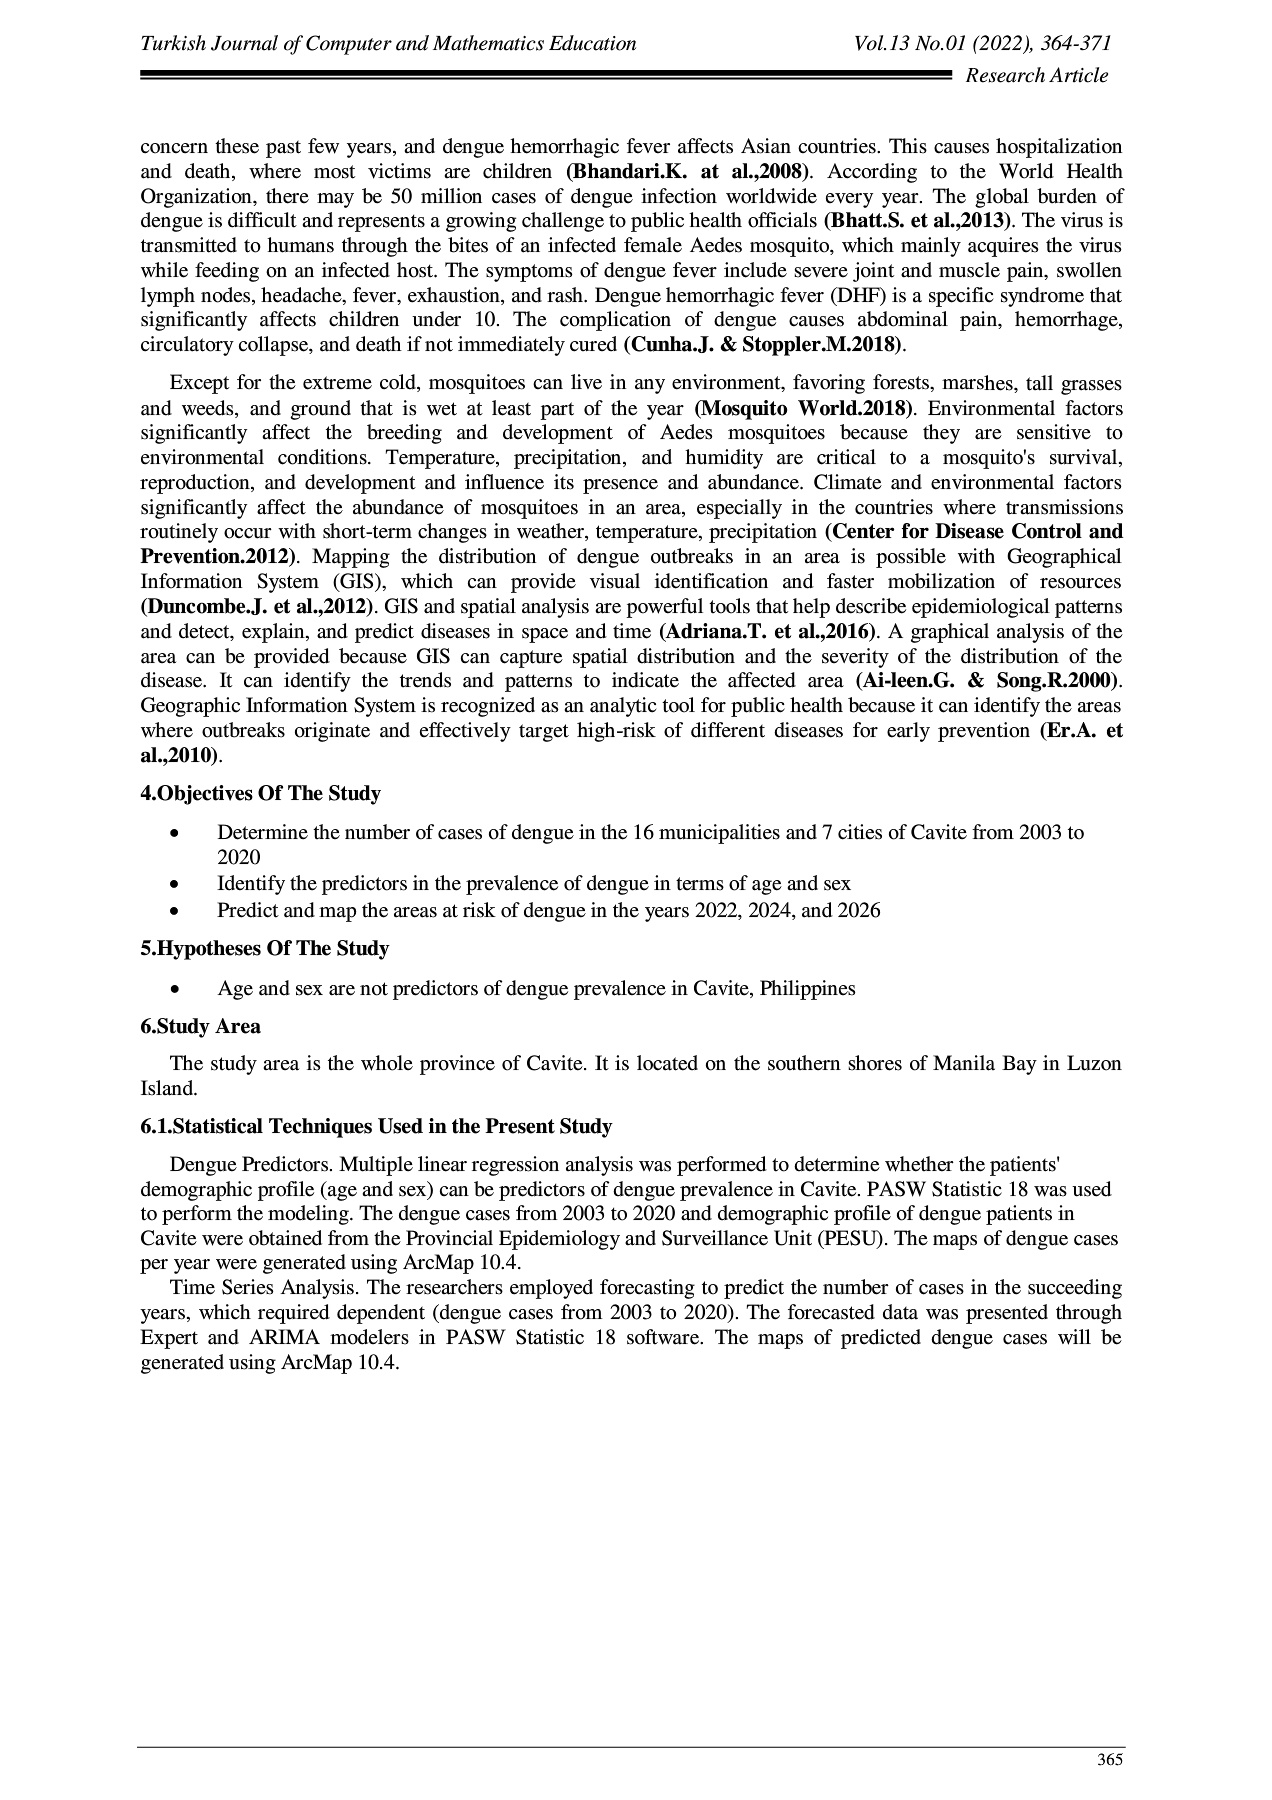 Turkish Journal of Computer and Mathematics Education Vol.13 No.01 (2022), 364-371
Research Article
concern these past few years, and dengue hemorrhagic fever affects Asian countries. This causes hospitalization
and death, where most victims are children (Bhandari.K. at al.,2008). According to the World Health
Organization, there may be 50 million cases of dengue infection worldwide every year. The global burden of
dengue is difficult and represents a growing challenge to public health officials (Bhatt.S. et al.,2013). The virus is
transmitted to humans through the bites of an infected female Aedes mosquito, which mainly acquires the virus
while feeding on an infected host. The symptoms of dengue fever include severe joint and muscle pain, swollen
lymph nodes, headache, fever, exhaustion, and rash. Dengue hemorrhagic fever (DHF) is a specific syndrome that
significantly affects children under 10. The complication of dengue causes abdominal pain, hemorrhage,
circulatory collapse, and death if not immediately cured (Cunha.J. & Stoppler.M.2018).
Except for the extreme cold, mosquitoes can live in any environment, favoring forests, marshes, tall grasses
and weeds, and ground that is wet at least part of the year (Mosquito World.2018). Environmental factors
significantly affect the breeding and development of Aedes mosquitoes because they are sensitive to
environmental conditions. Temperature, precipitation, and humidity are critical to a mosquito's survival,
reproduction, and development and influence its presence and abundance. Climate and environmental factors
significantly affect the abundance of mosquitoes in an area, especially in the countries where transmissions
routinely occur with short-term changes in weather, temperature, precipitation (Center for Disease Control and
Prevention.2012). Mapping the distribution of dengue outbreaks in an area is possible with Geographical
Information System (GIS), which can provide visual identification and faster mobilization of resources
(Duncombe.J. et al.,2012). GIS and spatial analysis are powerful tools that help describe epidemiological patterns
and detect, explain, and predict diseases in space and time (Adriana.T. et al.,2016). A graphical analysis of the
area can be provided because GIS can capture spatial distribution and the severity of the distribution of the
disease. It can identify the trends and patterns to indicate the affected area (Ai-leen.G. & Song.R.2000).
Geographic Information System is recognized as an analytic tool for public health because it can identify the areas
where outbreaks originate and effectively target high-risk of different diseases for early prevention (Er.A. et
al.,2010).
4.Objectives Of The Study
• Determine the number of cases of dengue in the 16 municipalities and 7 cities of Cavite from 2003 to
2020
• Identify the predictors in the prevalence of dengue in terms of age and sex
• Predict and map the areas at risk of dengue in the years 2022, 2024, and 2026
5.Hypotheses Of The Study
• Age and sex are not predictors of dengue prevalence in Cavite, Philippines
6.Study Area
The study area is the whole province of Cavite. It is located on the southern shores of Manila Bay in Luzon
Island.
6.1.Statistical Techniques Used in the Present Study
Dengue Predictors. Multiple linear regression analysis was performed to determine whether the patients'
demographic profile (age and sex) can be predictors of dengue prevalence in Cavite. PASW Statistic 18 was used
to perform the modeling. The dengue cases from 2003 to 2020 and demographic profile of dengue patients in
Cavite were obtained from the Provincial Epidemiology and Surveillance Unit (PESU). The maps of dengue cases
per year were generated using ArcMap 10.4.
Time Series Analysis. The researchers employed forecasting to predict the number of cases in the succeeding
years, which required dependent (dengue cases from 2003 to 2020). The forecasted data was presented through
Expert and ARIMA modelers in PASW Statistic 18 software. The maps of predicted dengue cases will be
generated using ArcMap 10.4.
365